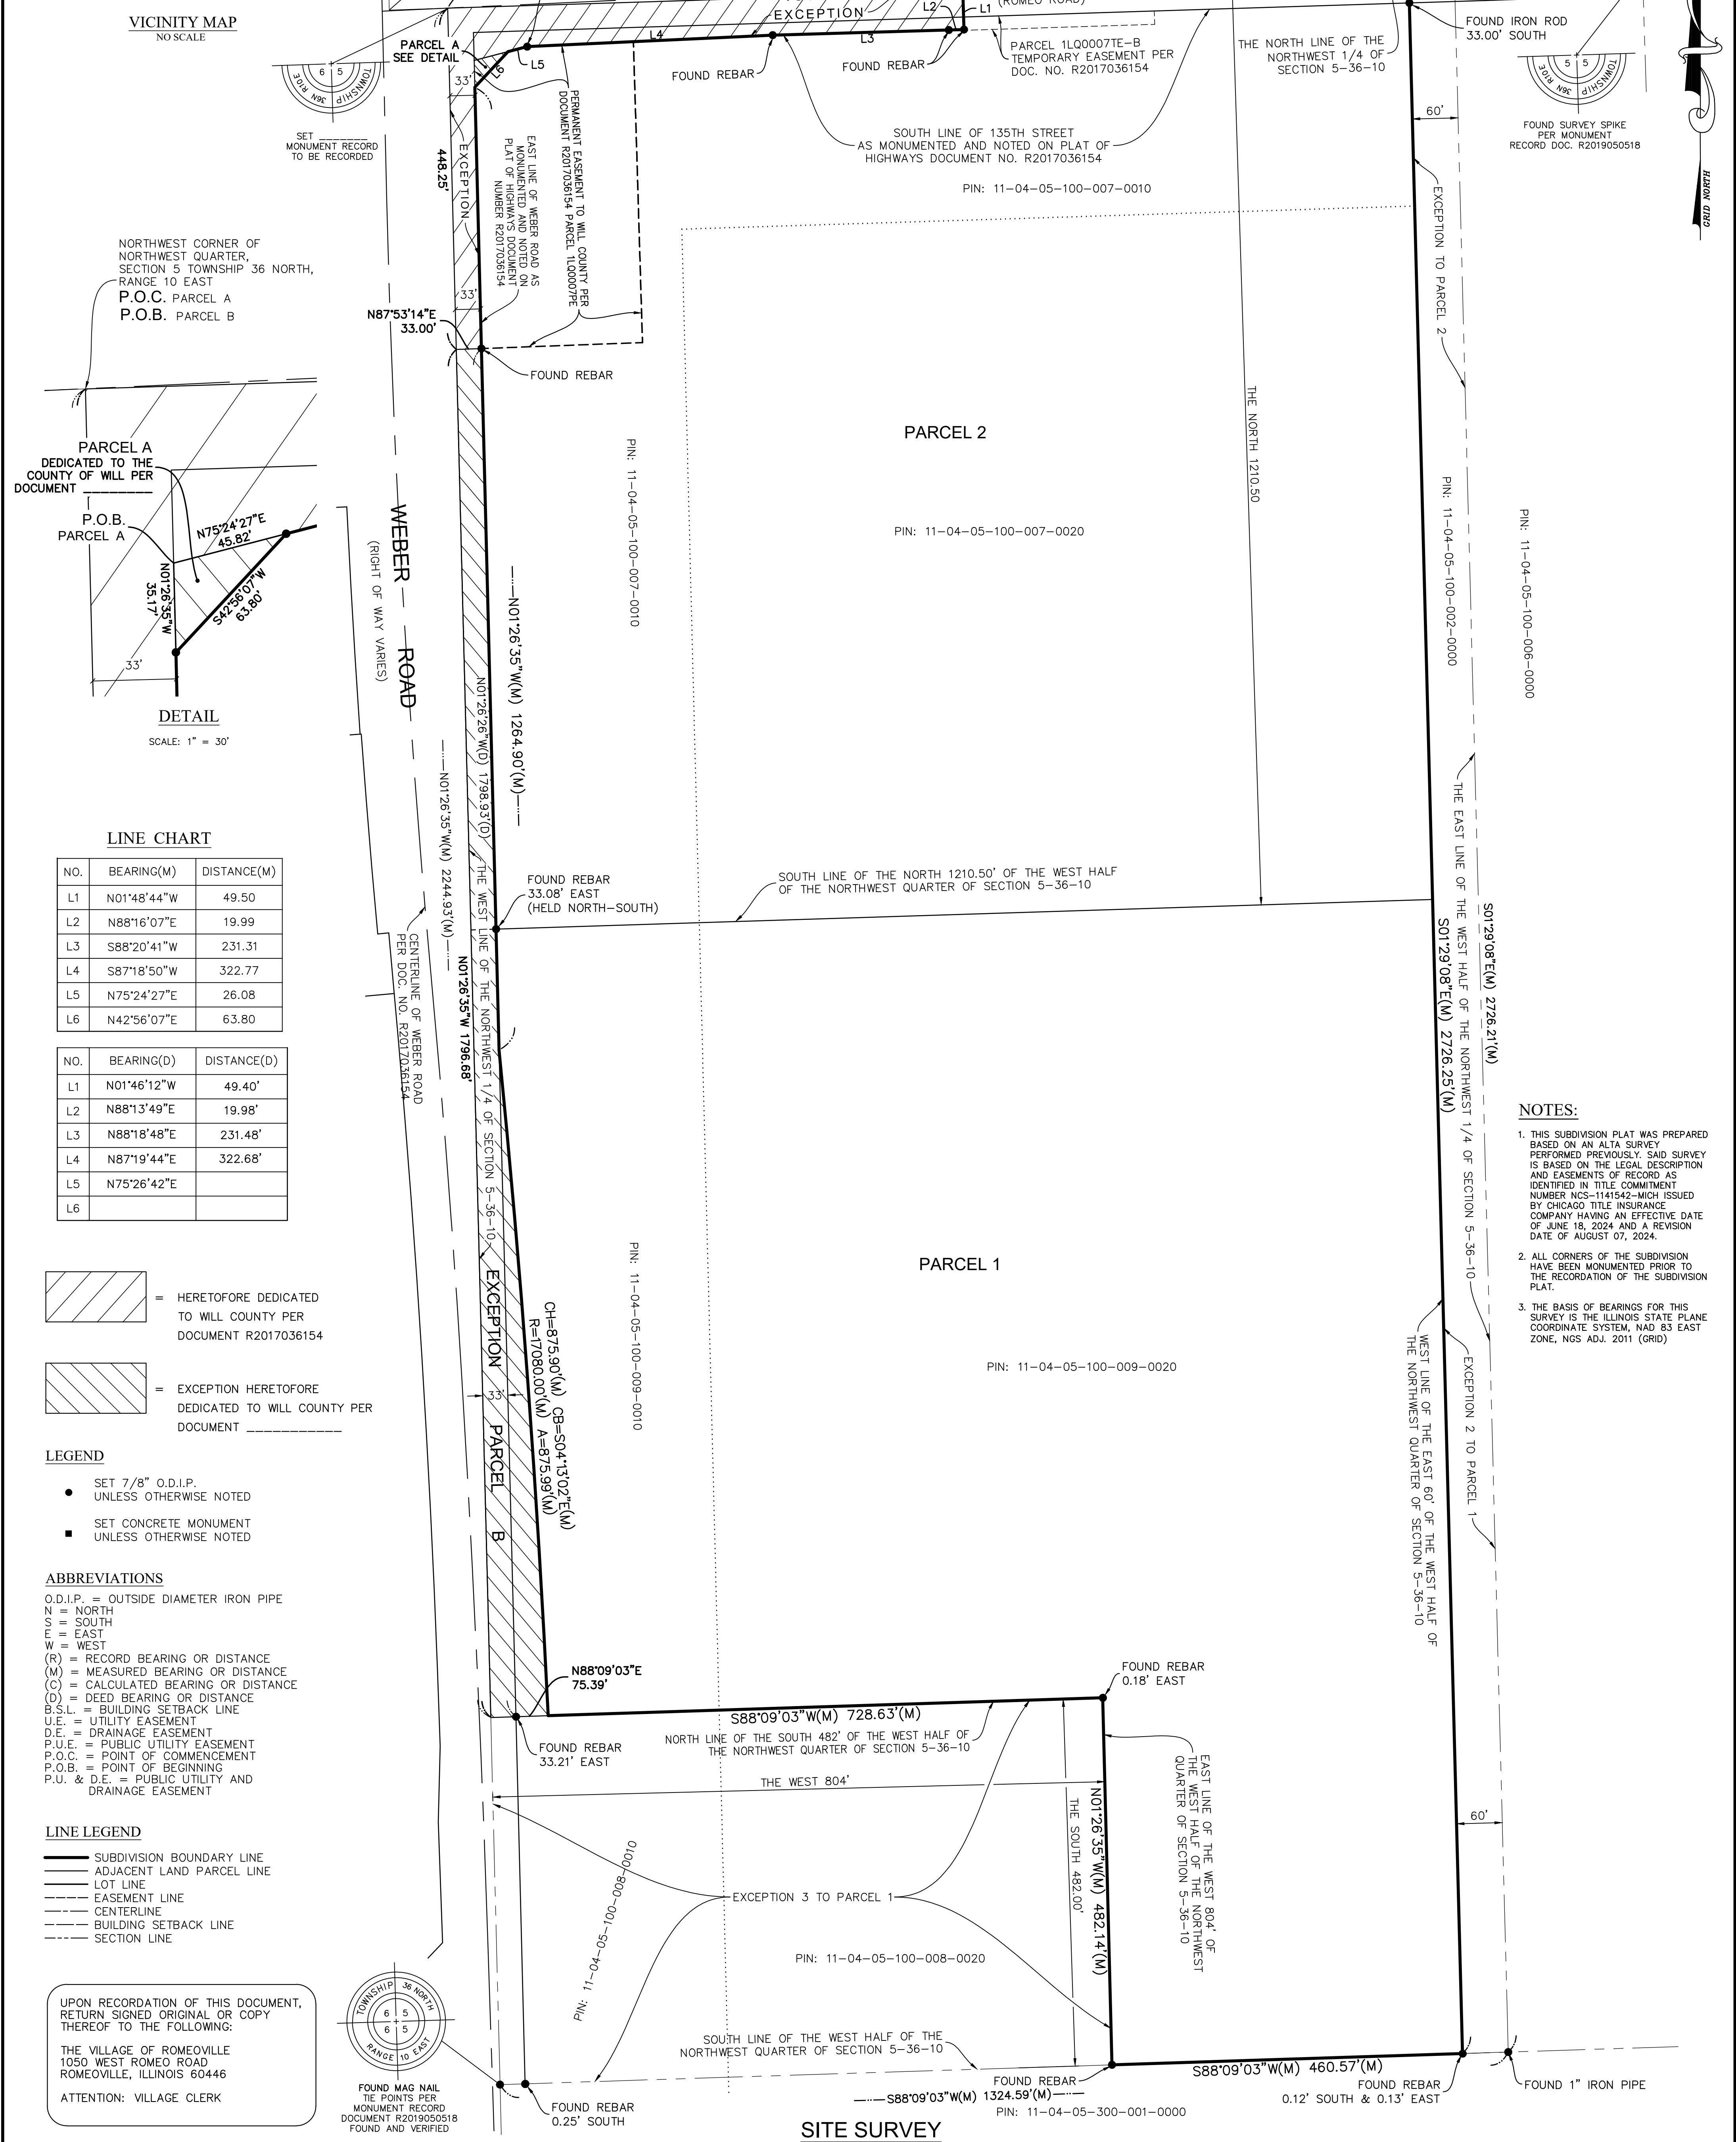 VICINITY MAP
NO SCALE
EXCEPTION
L2
L1
(ROMEO ROAD)
L4
L3
L5
L6
PARCEL A
SEE DETAIL
FOUND REBAR
FOUND REBAR
PARCEL 1LQ0007TE-B
TEMPORARY EASEMENT PER
DOC. NO. R2017036154
THE NORTH LINE OF THE
NORTHWEST 1/4 OF
SECTION 5-36-10
FOUND IRON ROD
33.00' SOUTH
6 5
TOWNSHIP 36N R10E
SET _______
MONUMENT RECORD
TO BE RECORDED
5 5
TOWNSHIP 36N R10E
FOUND SURVEY SPIKE
PER MONUMENT
RECORD DOC. R2019050518
GRID NORTH
33'
60'
SOUTH LINE OF 135TH STREET
AS MONUMENTED AND NOTED ON PLAT OF
HIGHWAYS DOCUMENT NO. R2017036154
PIN: 11-04-05-100-007-0010
448.25'
EXCEPTION
EAST LINE OF WEBER ROAD AS
MONUMENTED AND NOTED ON
PLAT OF HIGHWAYS DOCUMENT
NUMBER R2017036154
PERMANENT EASEMENT TO WILL COUNTY PER
DOCUMENT R2017036154 PARCEL 1LQ0007PE
EXCEPTION TO PARCEL 2
NORTHWEST CORNER OF
NORTHWEST QUARTER,
SECTION 5 TOWNSHIP 36 NORTH,
RANGE 10 EAST
P.O.C. PARCEL A
P.O.B. PARCEL B
33'
N87°53'14"E
33.00'
FOUND REBAR
PARCEL A
DEDICATED TO THE
COUNTY OF WILL PER
DOCUMENT ________
P.O.B.
PARCEL A
N75°24'27"E
45.82'
N01°26'35"W
35.17'
S42°56'07"W
63.80'
33'
DETAIL
SCALE: 1" = 30'
WEBER ROAD
(RIGHT OF WAY VARIES)
PARCEL 2
PIN: 11-04-05-100-007-0010
PIN: 11-04-05-100-007-0020
THE NORTH 1210.50
PIN: 11-04-05-100-002-0000
PIN: 11-04-05-100-006-0000
N01°26'35"W(M) 1264.90'(M)
N01°26'26"W(D) 1798.93'(D)
N01°26'35"W(M) 2244.93'(M)
THE WEST LINE OF THE NORTHWEST 1/4 OF SECTION 5-36-10
N01°26'35"W 1796.68'
CENTERLINE OF WEBER ROAD
PER DOC. NO. R2017036154
THE EAST LINE OF THE WEST HALF OF THE NORTHWEST 1/4 OF SECTION 5-36-10
S01°29'08"E(M) 2726.21'(M)
S01°29'08"E(M) 2726.25'(M)
FOUND REBAR
33.08' EAST
(HELD NORTH-SOUTH)
SOUTH LINE OF THE NORTH 1210.50' OF THE WEST HALF
OF THE NORTHWEST QUARTER OF SECTION 5-36-10
LINE CHART
NO. BEARING(M) DISTANCE(M)
L1 N01°48'44"W 49.50
L2 N88°16'07"E 19.99
L3 S88°20'41"W 231.31
L4 S87°18'50"W 322.77
L5 N75°24'27"E 26.08
L6 N42°56'07"E 63.80
NO. BEARING(D) DISTANCE(D)
L1 N01°46'12"W 49.40'
L2 N88°13'49"E 19.98'
L3 N88°18'48"E 231.48'
L4 N87°19'44"E 322.68'
L5 N75°26'42"E
L6
= HERETOFORE DEDICATED
TO WILL COUNTY PER
DOCUMENT R2017036154
= EXCEPTION HERETOFORE
DEDICATED TO WILL COUNTY PER
DOCUMENT ___________
NOTES:
1. THIS SUBDIVISION PLAT WAS PREPARED
BASED ON AN ALTA SURVEY
PERFORMED PREVIOUSLY. SAID SURVEY
IS BASED ON THE LEGAL DESCRIPTION
AND EASEMENTS OF RECORD AS
IDENTIFIED IN TITLE COMMITMENT
NUMBER NCS-1141542-MICH ISSUED
BY CHICAGO TITLE INSURANCE
COMPANY HAVING AN EFFECTIVE DATE
OF JUNE 18, 2024 AND A REVISION
DATE OF AUGUST 07, 2024.
2. ALL CORNERS OF THE SUBDIVISION
HAVE BEEN MONUMENTED PRIOR TO
THE RECORDATION OF THE SUBDIVISION
PLAT.
3. THE BASIS OF BEARINGS FOR THIS
SURVEY IS THE ILLINOIS STATE PLANE
COORDINATE SYSTEM, NAD 83 EAST
ZONE, NGS ADJ. 2011 (GRID)
PARCEL 1
PIN: 11-04-05-100-009-0010
PIN: 11-04-05-100-009-0020
EXCEPTION PARCEL B
33'
CH=875.90'(M) CB=S04°13'02"E(M)
R=17080.00'(M) A=875.99'(M)
WEST LINE OF THE EAST 60' OF THE WEST HALF OF
THE NORTHWEST QUARTER OF SECTION 5-36-10
EXCEPTION 2 TO PARCEL 1
LEGEND
SET 7/8" O.D.I.P.
UNLESS OTHERWISE NOTED
SET CONCRETE MONUMENT
UNLESS OTHERWISE NOTED
ABBREVIATIONS
O.D.I.P. = OUTSIDE DIAMETER IRON PIPE
N = NORTH
S = SOUTH
E = EAST
W = WEST
(R) = RECORD BEARING OR DISTANCE
(M) = MEASURED BEARING OR DISTANCE
(C) = CALCULATED BEARING OR DISTANCE
(D) = DEED BEARING OR DISTANCE
B.S.L. = BUILDING SETBACK LINE
U.E. = UTILITY EASEMENT
D.E. = DRAINAGE EASEMENT
P.U.E. = PUBLIC UTILITY EASEMENT
P.O.C. = POINT OF COMMENCEMENT
P.O.B. = POINT OF BEGINNING
P.U. & D.E. = PUBLIC UTILITY AND
DRAINAGE EASEMENT
N88°09'03"E
75.39'
FOUND REBAR
33.21' EAST
S88°09'03"W(M) 728.63'(M)
NORTH LINE OF THE SOUTH 482' OF THE WEST HALF OF
THE NORTHWEST QUARTER OF SECTION 5-36-10
FOUND REBAR
0.18' EAST
THE WEST 804'
THE SOUTH 482.00'
N01°26'35"W(M) 482.14'(M)
EAST LINE OF THE WEST 804' OF
THE WEST HALF OF THE NORTHWEST
QUARTER OF SECTION 5-36-10
60'
LINE LEGEND
SUBDIVISION BOUNDARY LINE
ADJACENT LAND PARCEL LINE
LOT LINE
EASEMENT LINE
CENTERLINE
BUILDING SETBACK LINE
SECTION LINE
PIN: 11-04-05-100-008-0010
EXCEPTION 3 TO PARCEL 1
PIN: 11-04-05-100-008-0020
SOUTH LINE OF THE WEST HALF OF THE
NORTHWEST QUARTER OF SECTION 5-36-10
UPON RECORDATION OF THIS DOCUMENT,
RETURN SIGNED ORIGINAL OR COPY
THEREOF TO THE FOLLOWING:
THE VILLAGE OF ROMEOVILLE
1050 WEST ROMEO ROAD
ROMEOVILLE, ILLINOIS 60446
ATTENTION: VILLAGE CLERK
TOWNSHIP 36 NORTH
6 5
6 5
RANGE 10 EAST
FOUND MAG NAIL
TIE POINTS PER
MONUMENT RECORD
DOCUMENT R2019050518
FOUND AND VERIFIED
FOUND REBAR
0.25' SOUTH
FOUND REBAR
S88°09'03"W(M) 460.57'(M)
S88°09'03"W(M) 1324.59'(M)
FOUND REBAR
0.12' SOUTH & 0.13' EAST
FOUND 1" IRON PIPE
PIN: 11-04-05-300-001-0000
SITE SURVEY